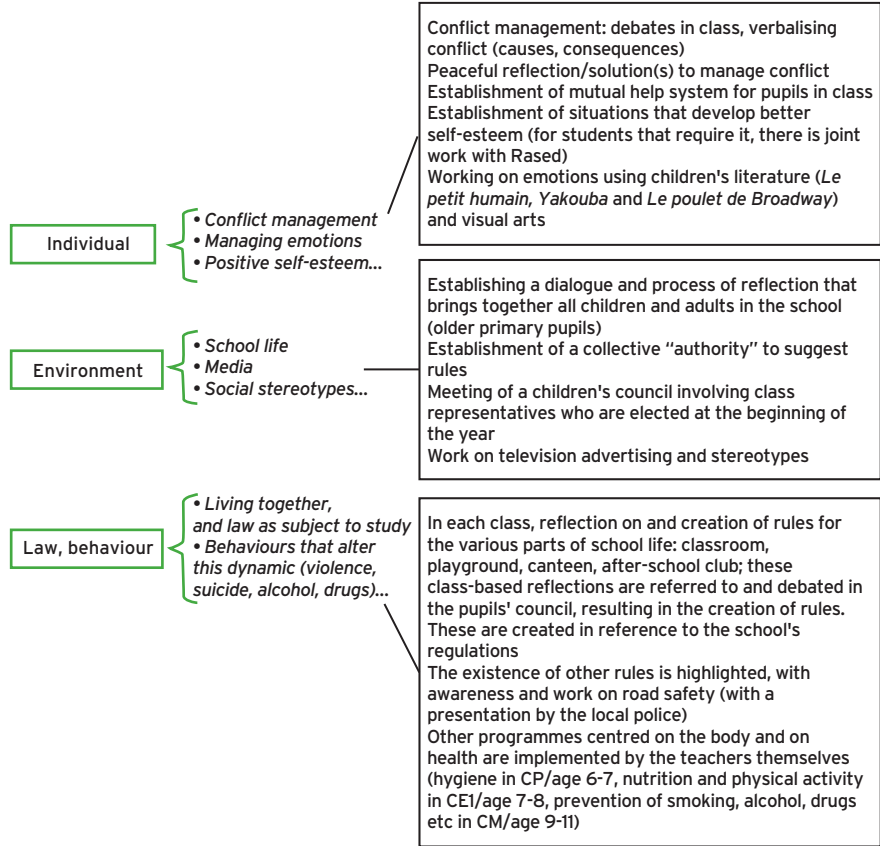 Conflict management: debates in class, verbalising
conflict (causes, consequences)
Peaceful reflection/solution(s) to manage conflict
Establishment of mutual help system for pupils in class
Establishment of situations that develop better
self-esteem (for students that require it, there is joint
work with Rased)
Working on emotions using children's literature (Le
petit humain, Yakouba and Le poulet de Broadway)
and visual arts
Individual
• Conflict management
• Managing emotions
• Positive self-esteem...
Establishing a dialogue and process of reflection that
brings together all children and adults in the school
(older primary pupils)
Establishment of a collective “authority” to suggest
rules
Meeting of a children's council involving class
representatives who are elected at the beginning of
the year
Work on television advertising and stereotypes
Environment
• School life
• Media
• Social stereotypes...
Law, behaviour
• Living together,
and law as subject to study
• Behaviours that alter
this dynamic (violence,
suicide, alcohol, drugs)...
In each class, reflection on and creation of rules for
the various parts of school life: classroom,
playground, canteen, after-school club; these
class-based reflections are referred to and debated in
the pupils' council, resulting in the creation of rules.
These are created in reference to the school's
regulations
The existence of other rules is highlighted, with
awareness and work on road safety (with a
presentation by the local police)
Other programmes centred on the body and on
health are implemented by the teachers themselves
(hygiene in CP/age 6-7, nutrition and physical activity
in CE1/age 7-8, prevention of smoking, alcohol, drugs
etc in CM/age 9-11)